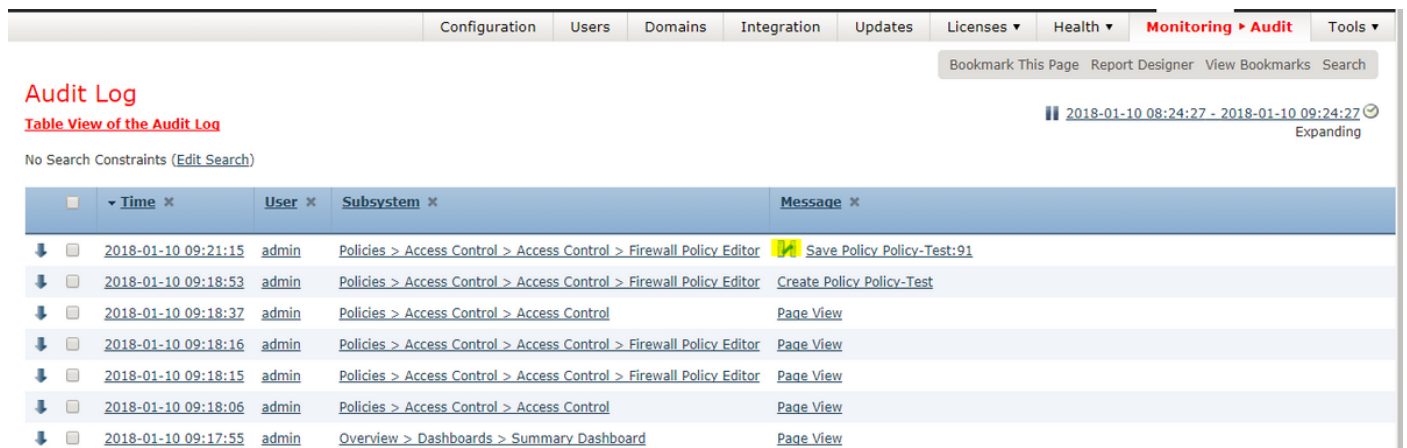 Configuration Users Domains Integration Updates Licenses ▾ Health ▾ Monitoring ▸ Audit Tools ▾
Bookmark This Page Report Designer View Bookmarks Search
Audit Log
2018-01-10 08:24:27 - 2018-01-10 09:24:27
Table View of the Audit Log
Expanding
No Search Constraints (Edit Search)
Time × User × Subsystem × Message ×
2018-01-10 09:21:15 admin Policies > Access Control > Access Control > Firewall Policy Editor Save Policy Policy-Test:91
2018-01-10 09:18:53 admin Policies > Access Control > Access Control > Firewall Policy Editor Create Policy Policy-Test
2018-01-10 09:18:37 admin Policies > Access Control > Access Control Page View
2018-01-10 09:18:16 admin Policies > Access Control > Access Control > Firewall Policy Editor Page View
2018-01-10 09:18:15 admin Policies > Access Control > Access Control > Firewall Policy Editor Page View
2018-01-10 09:18:06 admin Policies > Access Control > Access Control Page View
2018-01-10 09:17:55 admin Overview > Dashboards > Summary Dashboard Page View